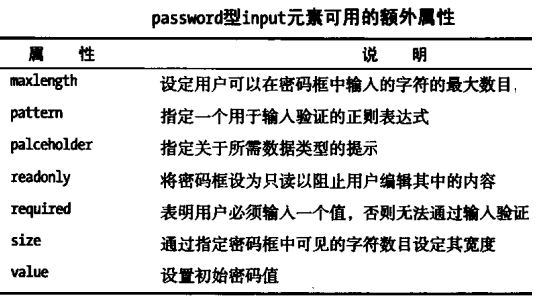 password型input元素可用的额外属性
属 性 说 明
maxlength 设定用户可以在密码框中输入的字符的最大数目.
pattern 指定一个用于输入验证的正则表达式
palceholder 指定关于所需数据类型的提示
readonly 将密码框设为只读以阻止用户编辑其中的内容
required 表明用户必须输入一个值，否则无法通过输入验证
size 通过指定密码框中可见的字符数目设定其宽度
value 设置初始密码值